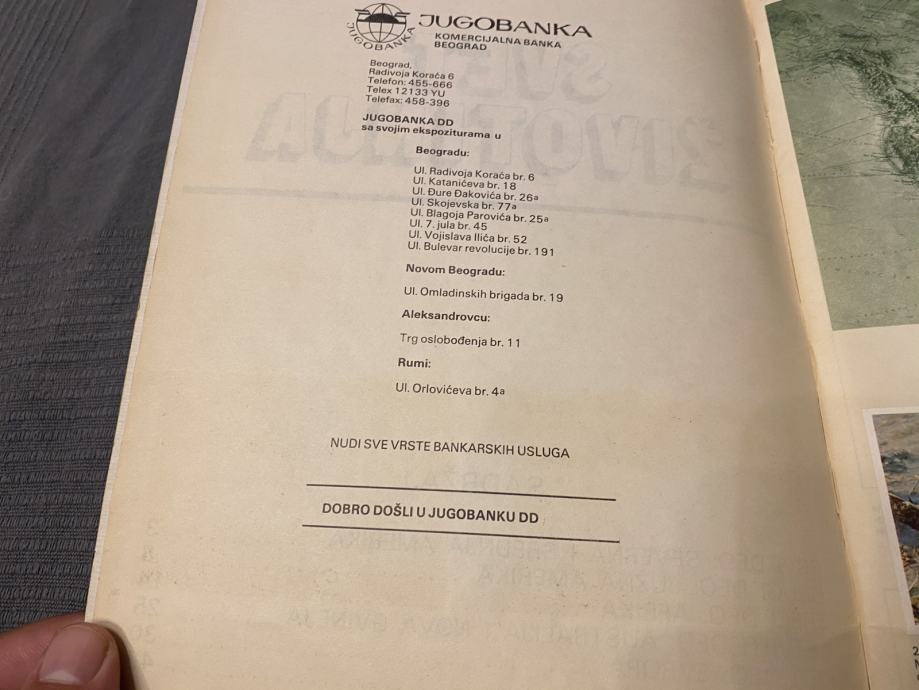 JUGOBANKA
JUGOBANKA
KOMERCIJALNA BANKA
BEOGRAD
Beograd,
Radivoja Koraća 6
Telefon: 455-666
Telex 12133 YU
Telefax: 458-396
JUGOBANKA DD
sa svojim ekspoziturama u
Beogradu:
Ul. Radivoja Koraća br. 6
Ul. Katanićeva br. 18
Ul. Đure Đakovića br. 26a
Ul. Skojevska br. 77a
Ul. Blagoja Parovića br. 25a
Ul. 7. jula br. 45
Ul. Vojislava Ilića br. 52
Ul. Bulevar revolucije br. 191
Novom Beogradu:
Ul. Omladinskih brigada br. 19
Aleksandrovcu:
Trg oslobođenja br. 11
Rumi:
Ul. Orlovićeva br. 4a
NUDI SVE VRSTE BANKARSKIH USLUGA
DOBRO DOŠLI U JUGOBANKU DD